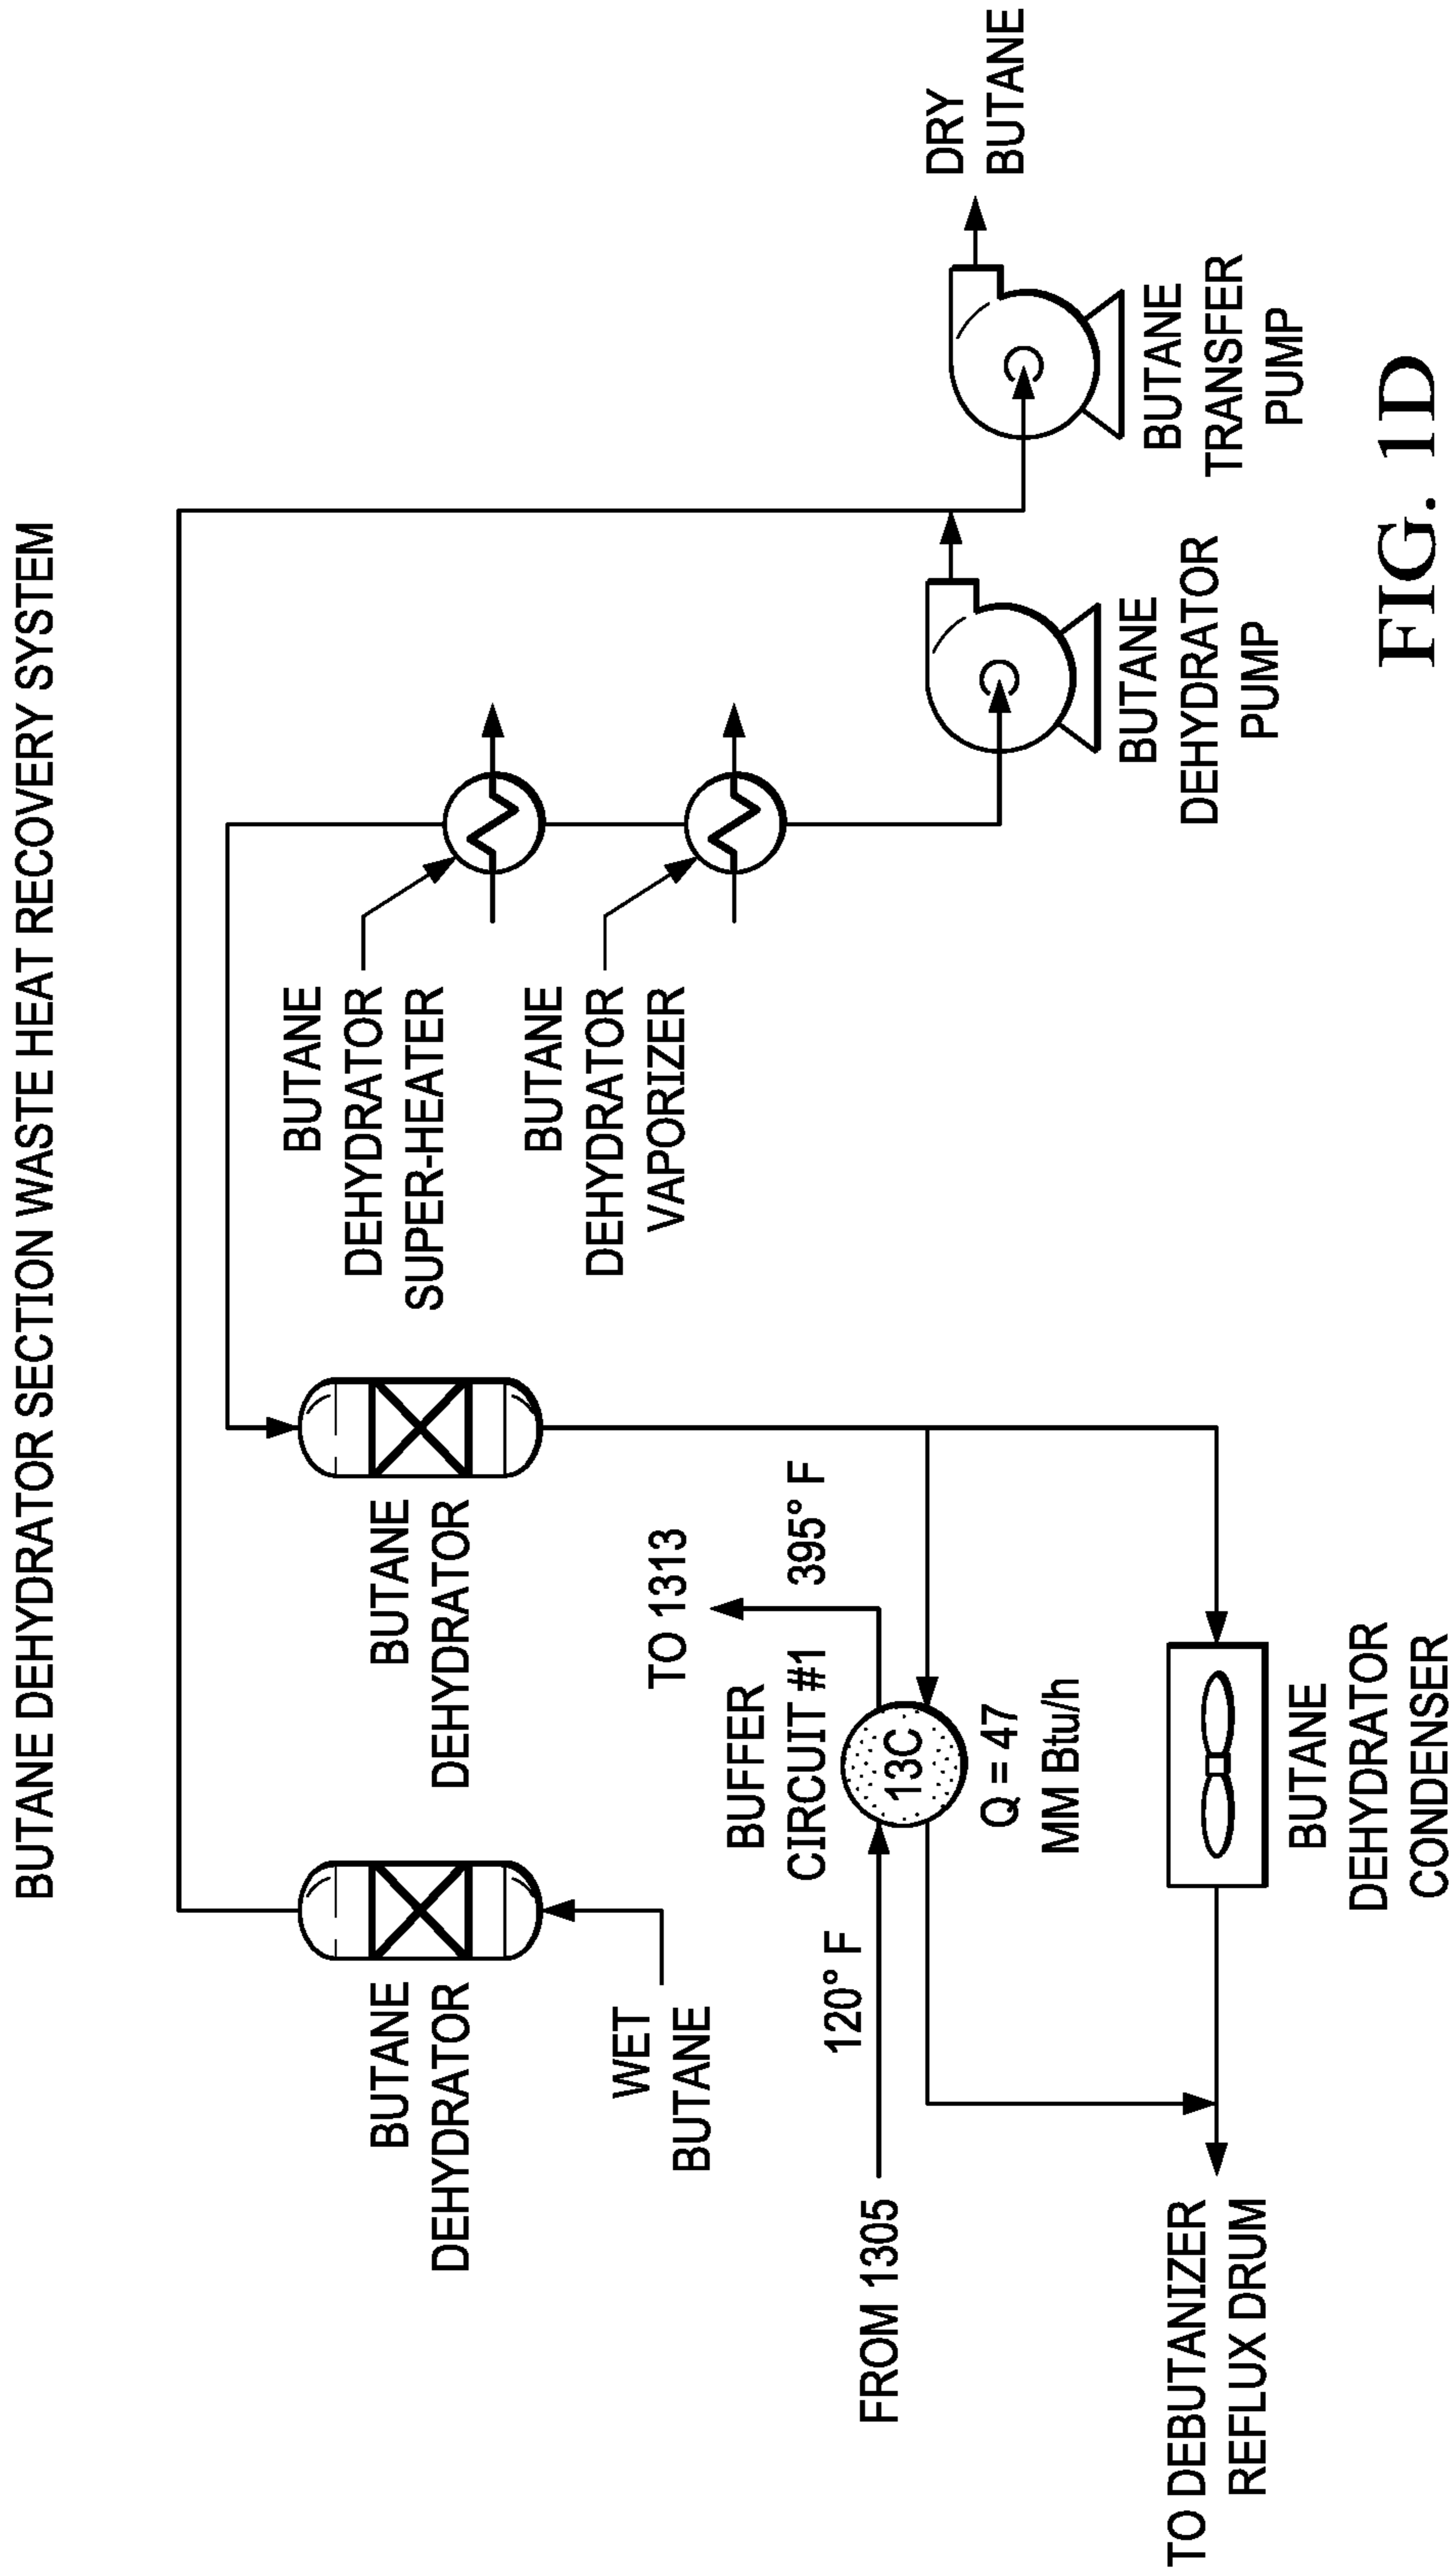 BUTANE DEHYDRATOR SECTION WASTE HEAT RECOVERY SYSTEM
BUTANE
DEHYDRATOR
BUTANE
DEHYDRATOR
BUTANE
DEHYDRATOR
SUPER-HEATER
BUTANE
DEHYDRATOR
VAPORIZER
WET
BUTANE
TO 1313
395° F
BUFFER
CIRCUIT #1
120° F
FROM 1305
13C
Q = 47
MM Btu/h
DRY
BUTANE
BUTANE
DEHYDRATOR
PUMP
BUTANE
TRANSFER
PUMP
TO DEBUTANIZER
REFLUX DRUM
BUTANE
DEHYDRATOR
CONDENSER
FIG. 1D